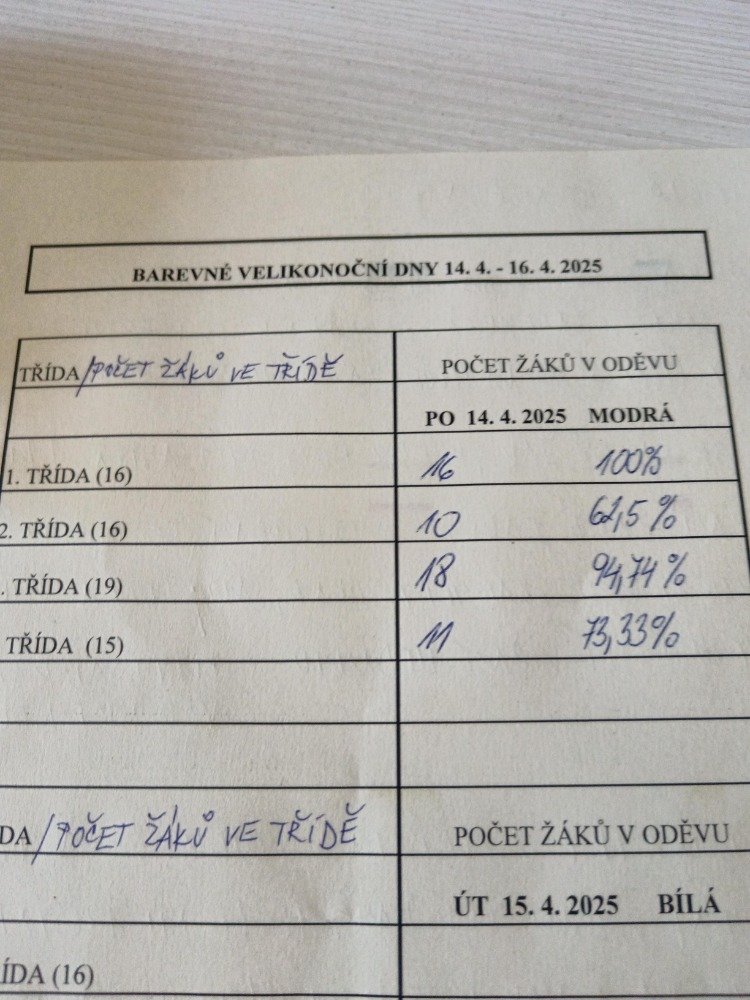 BAREVNÉ VELIKONOČNÍ DNY 14. 4. - 16. 4. 2025
TŘÍDA /POČET ŽÁKŮ VE TŘÍDĚ POČET ŽÁKŮ V ODĚVU
PO 14. 4. 2025 MODRÁ
1. TŘÍDA (16) 16 100%
2. TŘÍDA (16) 10 62,5%
. TŘÍDA (19) 18 94,74%
TŘÍDA (15) 11 73,33%
DA /POČET ŽÁKŮ VE TŘÍDĚ POČET ŽÁKŮ V ODĚVU
ÚT 15. 4. 2025 BÍLÁ
ÍDA (16)